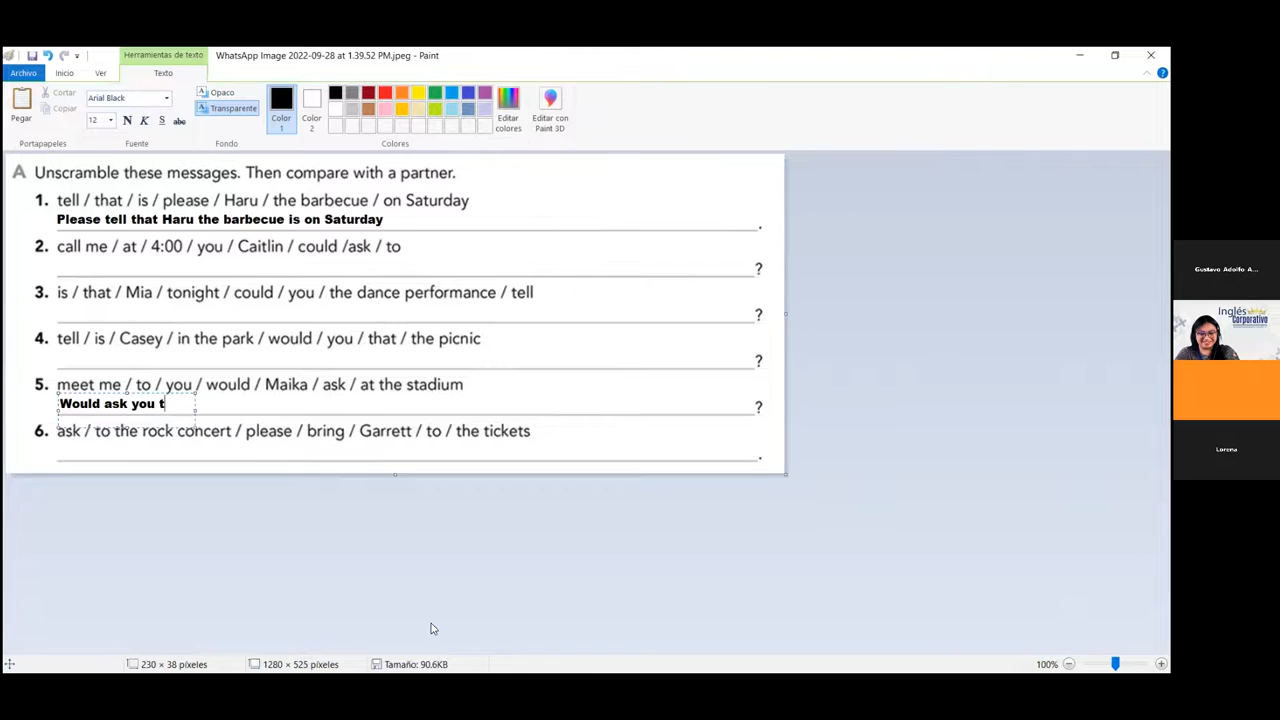 WhatsApp Image 2022-09-28 at 1.39.52 PM.jpeg - Paint
Herramientas de texto
Archivo
Inicio
Ver
Texto
Pegar
Cortar
Copiar
Portapapeles
Arial Black
12
N K S abc
Fuente
Opaco
Transparente
Fondo
Color 1
Color 2
Editar colores
Editar con Paint 3D
Colores
A Unscramble these messages. Then compare with a partner.
1. tell / that / is / please / Haru / the barbecue / on Saturday
Please tell that Haru the barbecue is on Saturday .
2. call me / at / 4:00 / you / Caitlin / could /ask / to
?
3. is / that / Mia / tonight / could / you / the dance performance / tell
?
4. tell / is / Casey / in the park / would / you / that / the picnic
?
5. meet me / to / you / would / Maika / ask / at the stadium
Would ask you t ?
6. ask / to the rock concert / please / bring / Garrett / to / the tickets
.
Gustavo Adolfo A...
Inglés
Corporativo
Lorena
230 × 38 píxeles
1280 × 525 píxeles
Tamaño: 90.6KB
100%